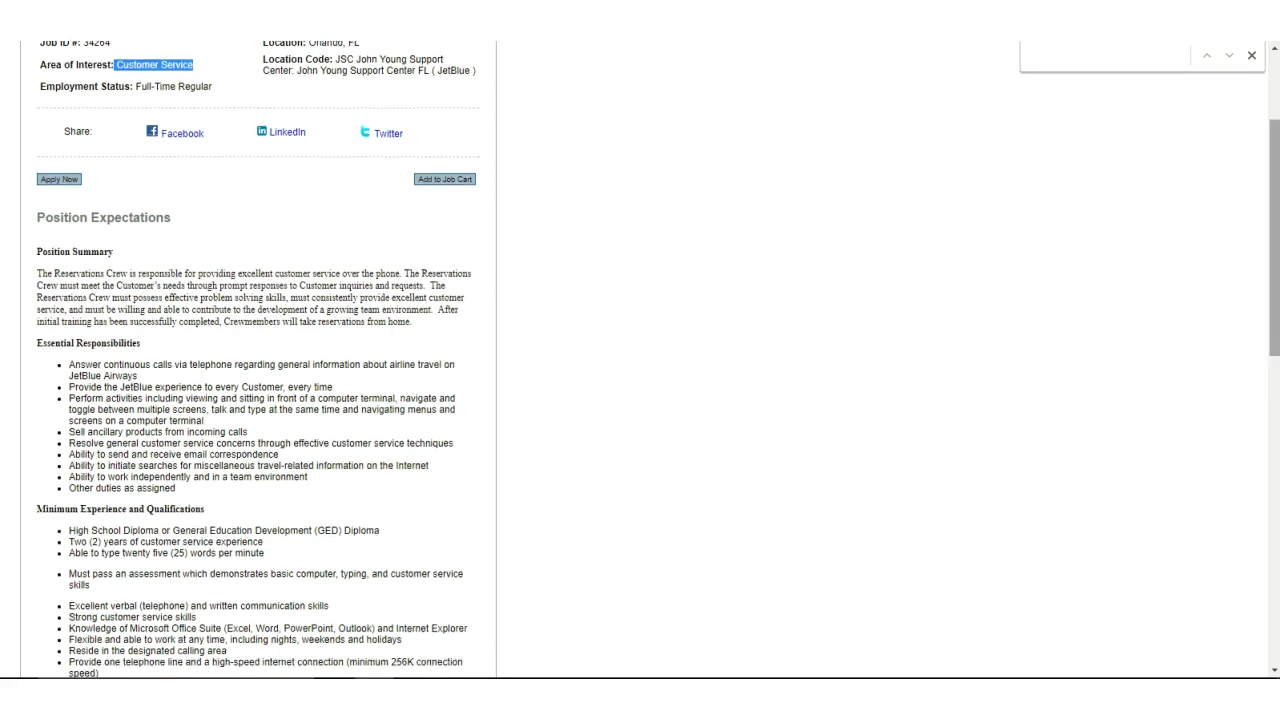 Job ID #: 34264
Location: Orlando, FL
Area of Interest: Customer Service
Location Code: JSC John Young Support
Center: John Young Support Center FL ( JetBlue )
Employment Status: Full-Time Regular
Share:
Facebook
LinkedIn
Twitter
Apply Now
Add to Job Cart
Position Expectations
Position Summary
The Reservations Crew is responsible for providing excellent customer service over the phone. The Reservations
Crew must meet the Customer's needs through prompt responses to Customer inquiries and requests. The
Reservations Crew must possess effective problem solving skills, must consistently provide excellent customer
service, and must be willing and able to contribute to the development of a growing team environment. After
initial training has been successfully completed, Crewmembers will take reservations from home.
Essential Responsibilities
• Answer continuous calls via telephone regarding general information about airline travel on
JetBlue Airways
• Provide the JetBlue experience to every Customer, every time
• Perform activities including viewing and sitting in front of a computer terminal, navigate and
toggle between multiple screens, talk and type at the same time and navigating menus and
screens on a computer terminal
• Sell ancillary products from incoming calls
• Resolve general customer service concerns through effective customer service techniques
• Ability to send and receive email correspondence
• Ability to initiate searches for miscellaneous travel-related information on the Internet
• Ability to work independently and in a team environment
• Other duties as assigned
Minimum Experience and Qualifications
• High School Diploma or General Education Development (GED) Diploma
• Two (2) years of customer service experience
• Able to type twenty five (25) words per minute
• Must pass an assessment which demonstrates basic computer, typing, and customer service
skills
• Excellent verbal (telephone) and written communication skills
• Strong customer service skills
• Knowledge of Microsoft Office Suite (Excel, Word, PowerPoint, Outlook) and Internet Explorer
• Flexible and able to work at any time, including nights, weekends and holidays
• Reside in the designated calling area
• Provide one telephone line and a high-speed internet connection (minimum 256K connection
speed)